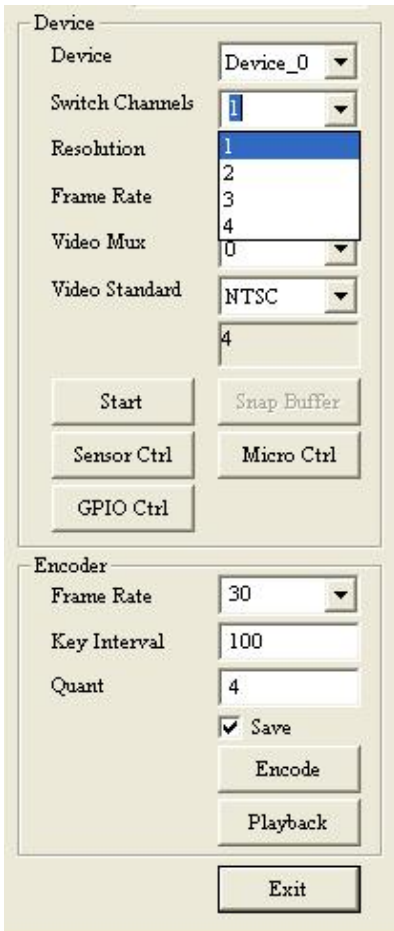 Device
Device Device_0
Switch Channels 1
Resolution 1
2
Frame Rate 3
4
Video Mux 0
Video Standard NTSC
4
Start Snap Buffer
Sensor Ctrl Micro Ctrl
GPIO Ctrl
Encoder
Frame Rate 30
Key Interval 100
Quant 4
Save
Encode
Playback
Exit